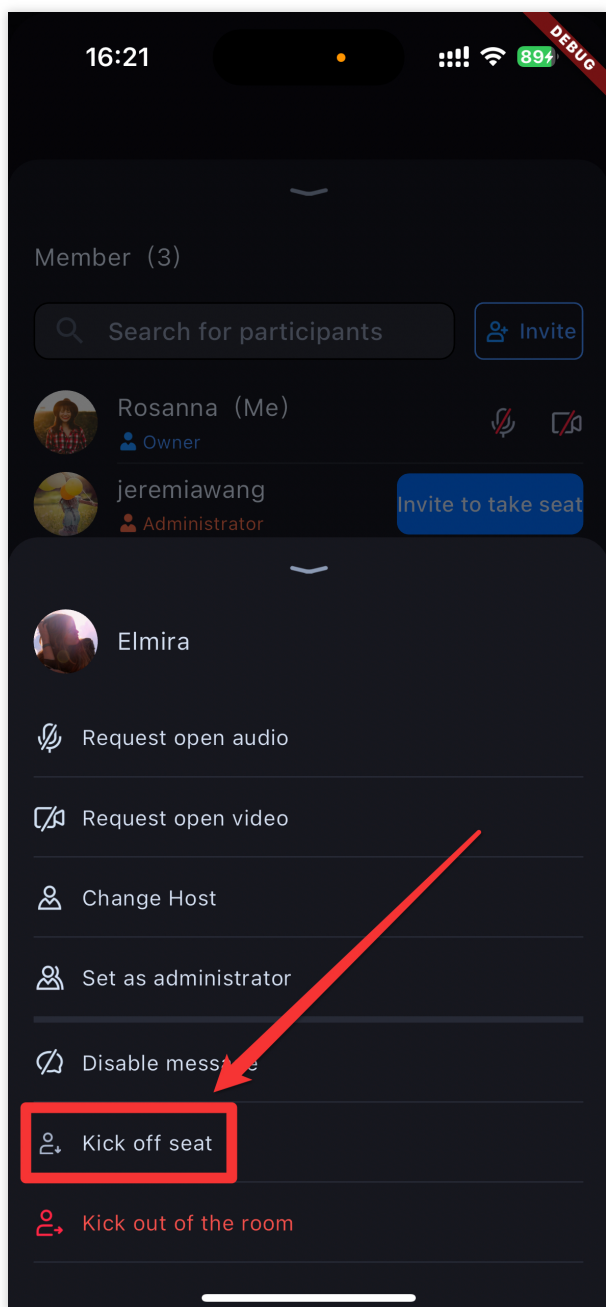 16:21
89
DEBUG
Member (3)
Search for participants
Invite
Rosanna (Me)
Owner
jeremiawang
Administrator
Invite to take seat
Elmira
Request open audio
Request open video
Change Host
Set as administrator
Disable message
Kick off seat
Kick out of the room